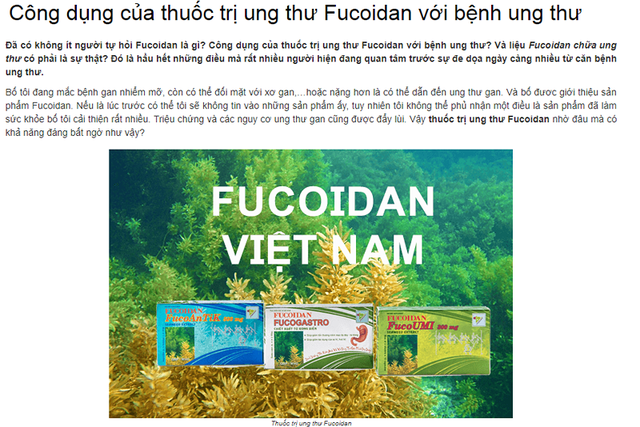 Công dụng của thuốc trị ung thư Fucoidan với bệnh ung thư
Đã có không ít người tự hỏi Fucoidan là gì? Công dụng của thuốc trị ung thư Fucoidan với bệnh ung thư? Và liệu Fucoidan chữa ung
thư có phải là sự thật? Đó là hầu hết những điều mà rất nhiều người hiện đang quan tâm trước sự đe dọa ngày càng nhiều từ căn bệnh
ung thư.
Bố tôi đang mắc bệnh gan nhiễm mỡ, còn có thể đối mặt với xơ gan,...hoặc nặng hơn là có thể dẫn đến ung thư gan. Và bố được giới thiệu sản
phẩm Fucoidan. Nếu là lúc trước có thể tôi sẽ không tin vào những sản phẩm ấy, tuy nhiên tôi không thể phủ nhận một điều là sản phẩm đã làm
sức khỏe bố tôi cải thiện rất nhiều. Triệu chứng và các nguy cơ ung thư gan cũng được đẩy lùi. Vậy thuốc trị ung thư Fucoidan nhờ đâu mà có
khả năng đáng bất ngờ như vậy?
FUCOIDAN
VIỆT NAM
FUCOIDAN
FUCOIDAN
FUCOGASTRO
FUCOIDAN
FucoUMI 300 mg
Thuốc trị ung thư Fucoidan